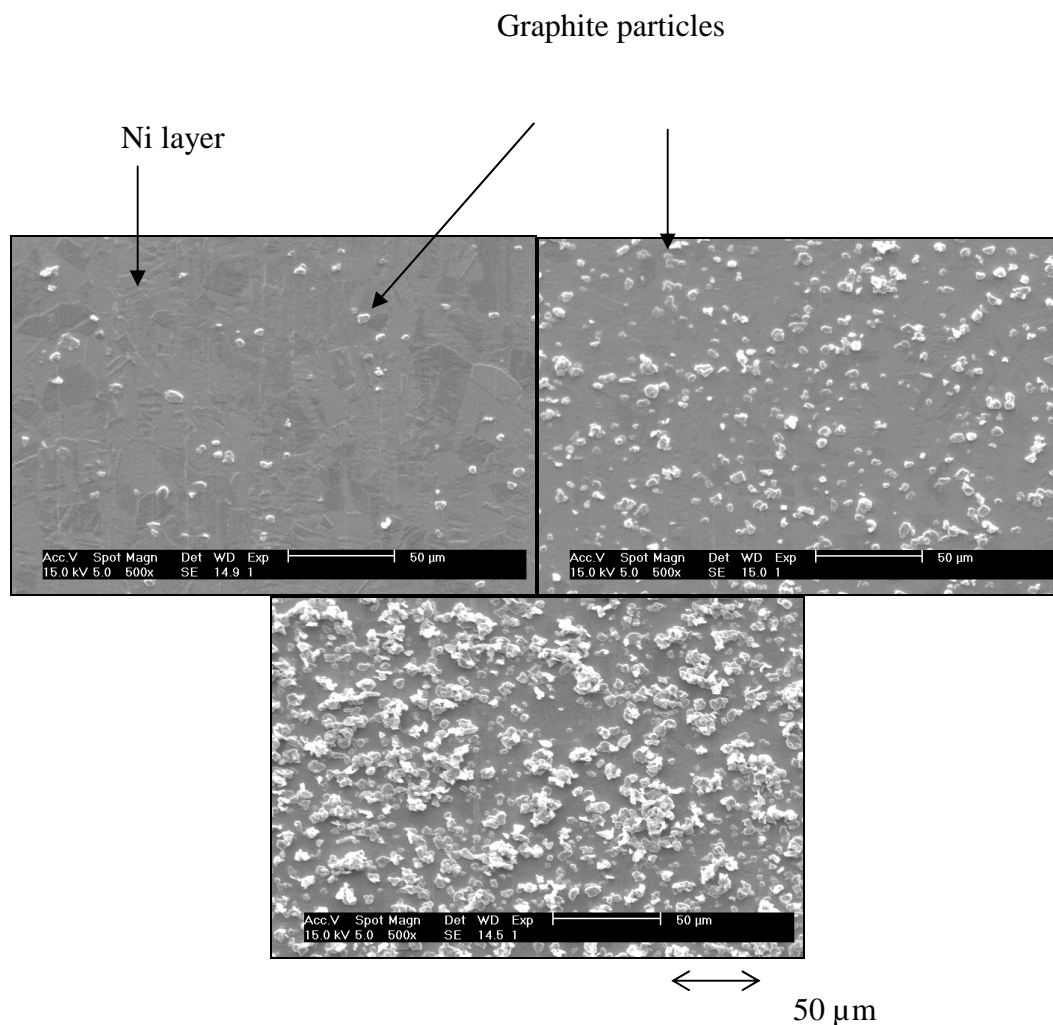 Graphite particles
Ni layer
Acc.V Spot Magn Det WD Exp 50 µm
15.0 kV 5.0 500x SE 14.9 1
Acc.V Spot Magn Det WD Exp 50 µm
15.0 kV 5.0 500x SE 15.0 1
Acc.V Spot Magn Det WD Exp 50 µm
15.0 kV 5.0 500x SE 14.5 1
50 µm